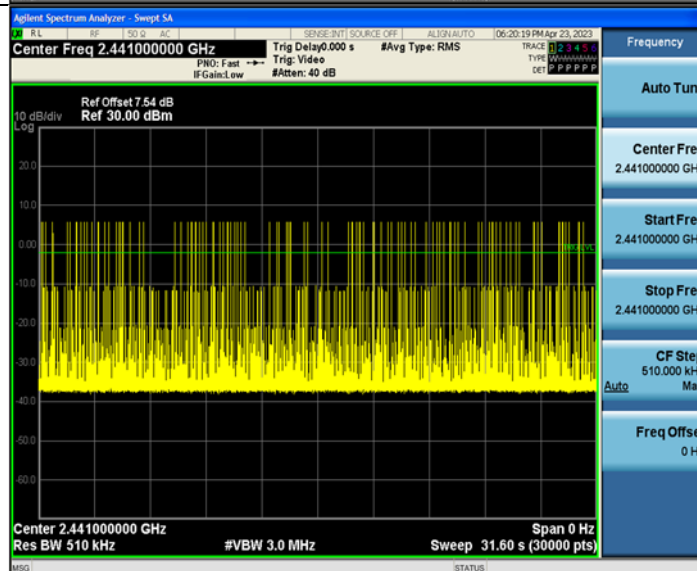 Agilent Spectrum Analyzer - Swept SA
RL RF 50 Ω AC SENSE:INT SOURCE OFF ALIGNAUTO 06:20:19 PM Apr 23, 2023
Center Freq 2.441000000 GHz
PNO: Fast
IFGain:Low
Trig Delay0.000 s
Trig: Video
#Atten: 40 dB
#Avg Type: RMS
TRACE 1 2 3 4 5 6
TYPE
DET P P P P P P
Ref Offset 7.54 dB
10 dB/div Ref 30.00 dBm
Log
20.0
10.0
0.00
-10.0
-20.0
-30.0
-40.0
-50.0
-60.0
Center 2.441000000 GHz Span 0 Hz
Res BW 510 kHz #VBW 3.0 MHz Sweep 31.60 s (30000 pts)
MSG STATUS
Frequency
Auto Tun
Center Fre
2.441000000 GH
Start Fre
2.441000000 GH
Stop Fre
2.441000000 GH
CF Ste
510.000 kH
Auto Ma
Freq Offse
0 H